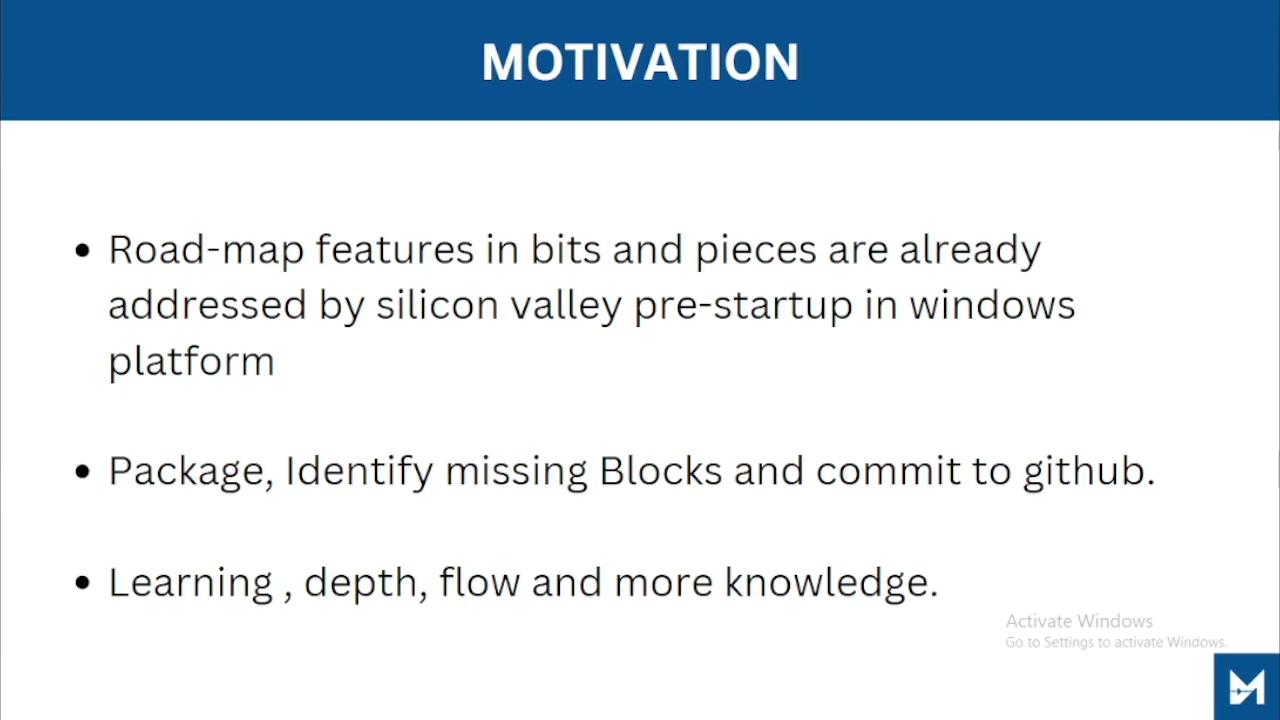 MOTIVATION
• Road-map features in bits and pieces are already
addressed by silicon valley pre-startup in windows
platform
• Package, Identify missing Blocks and commit to github.
• Learning , depth, flow and more knowledge.
Activate Windows
Go to Settings to activate Windows.